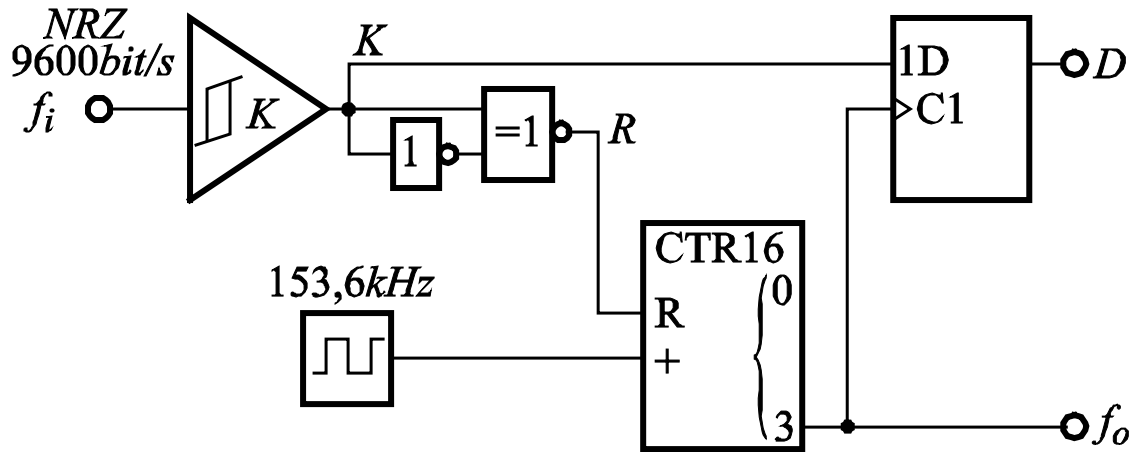 NRZ
9600bit/s
f_i
K
K
1
=1
R
1D
C1
D
153,6kHz
CTR16
R
+
0
3
f_o